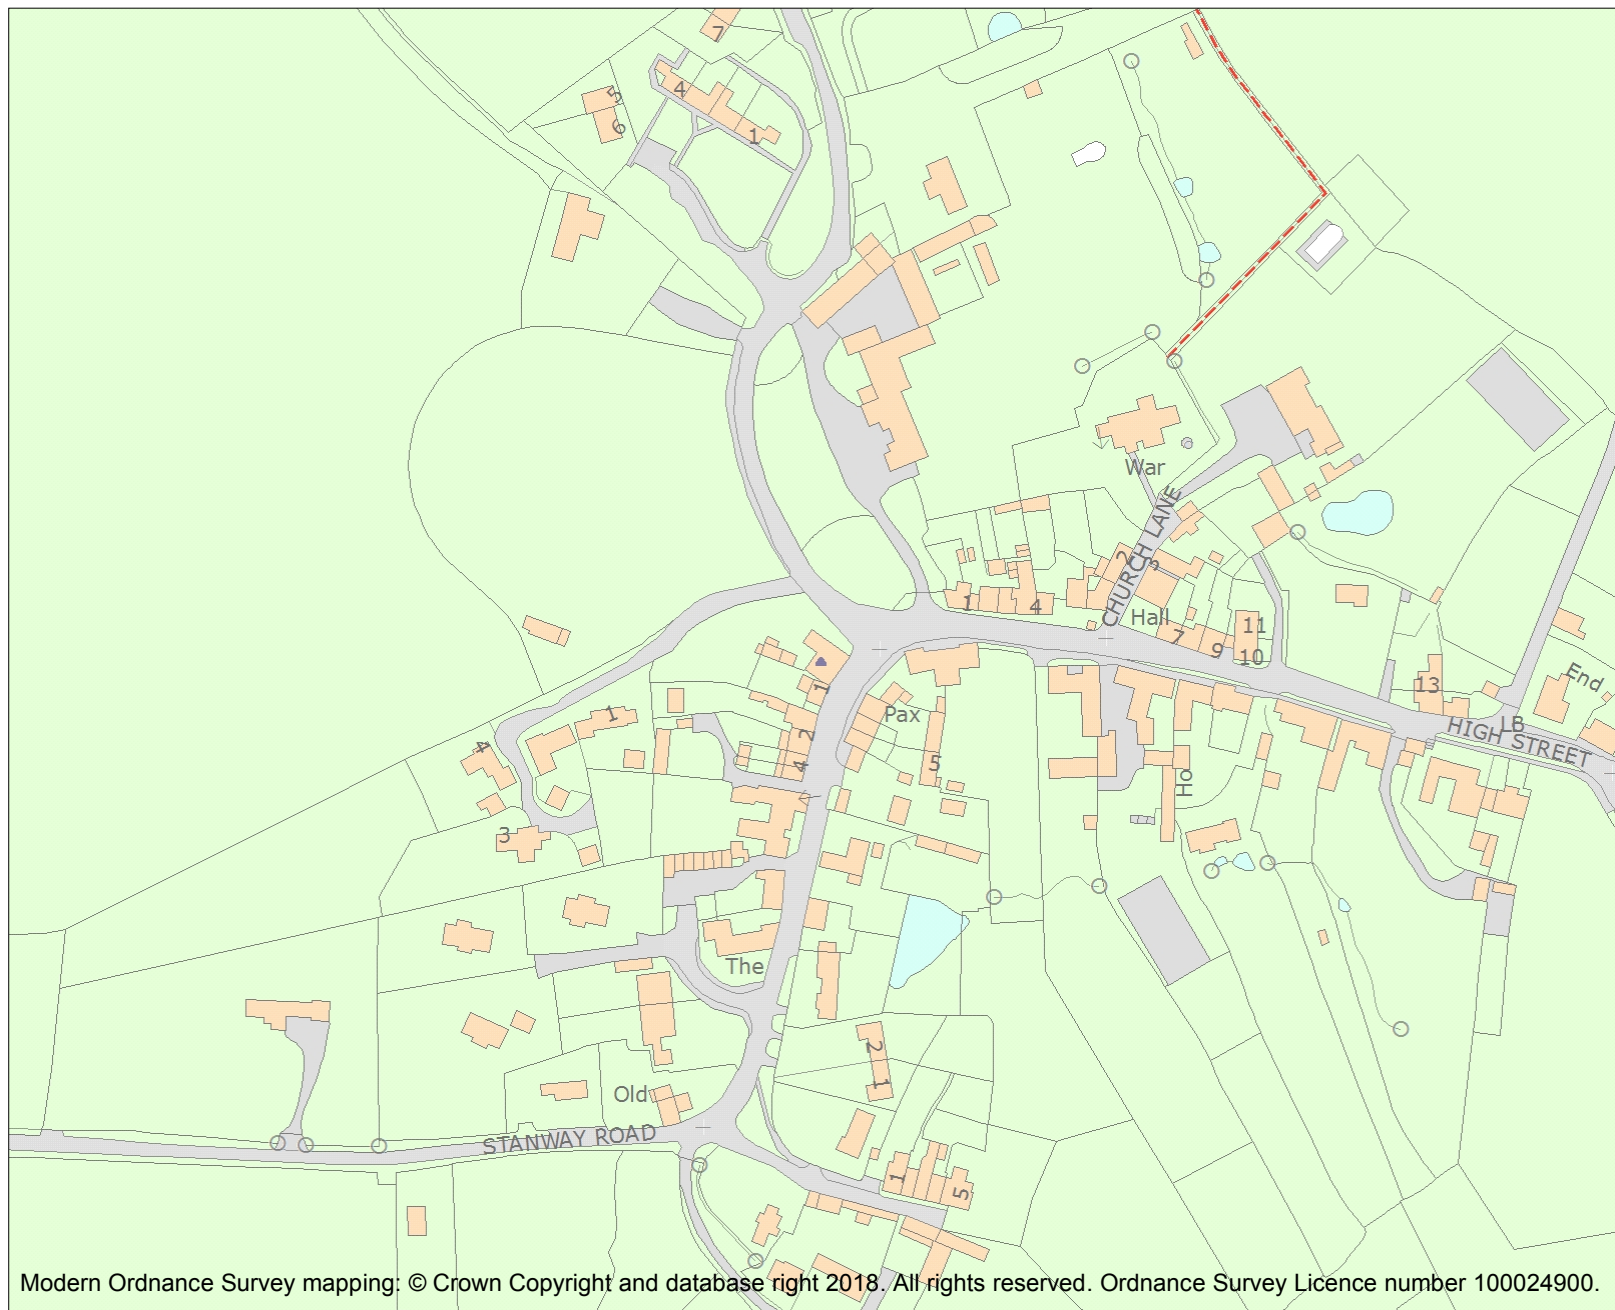 7
5
4
6
1
War
CHURCH LANE
2
3
1
4
Hall
7
9
11
10
1
13
End
LB
HIGH STREET
Pax
1
2
4
4
5
Ho
3
The
2
1
Old
STANWAY ROAD
1
5
Modern Ordnance Survey mapping: © Crown Copyright and database right 2018. All rights reserved. Ordnance Survey Licence number 100024900.